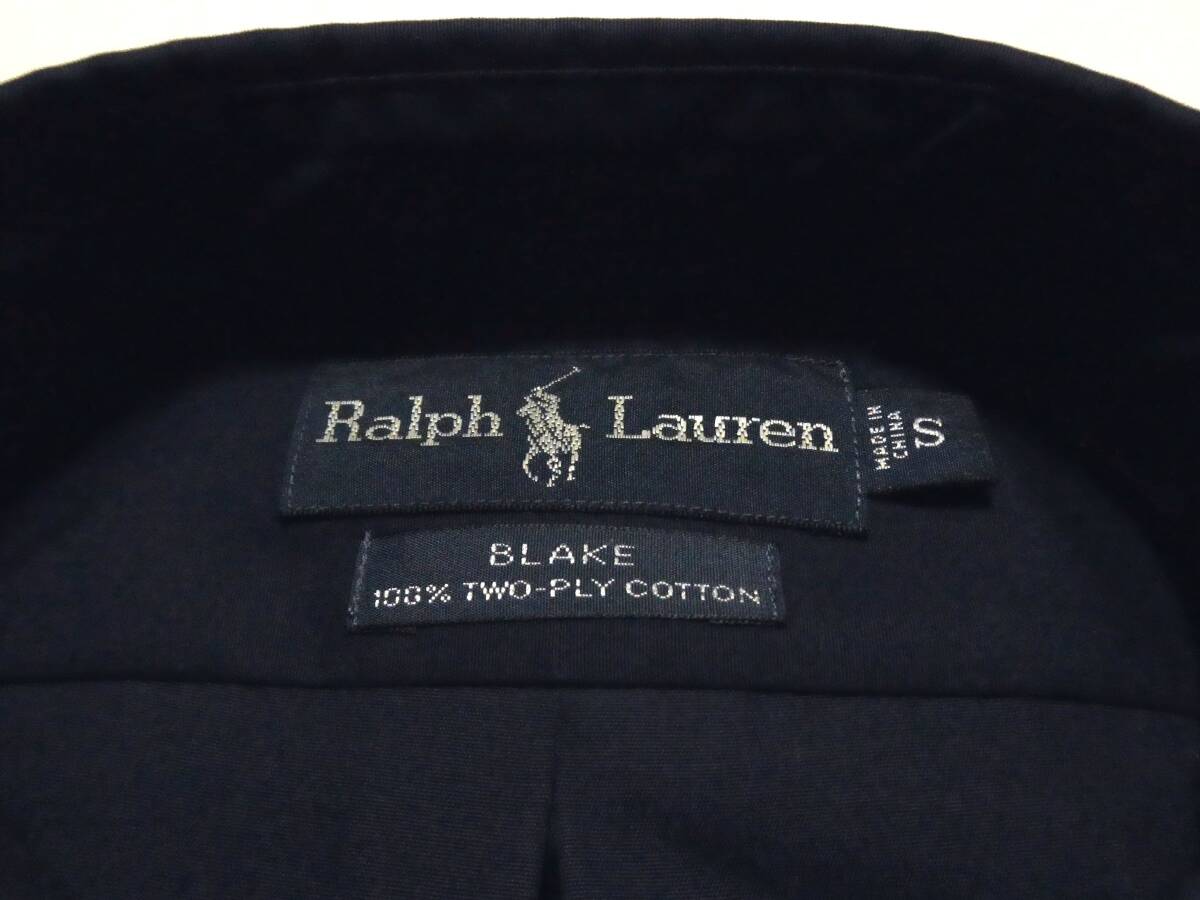 Ralph Lauren
MADE IN
CHINA
S
BLAKE
100% TWO-PLY COTTON